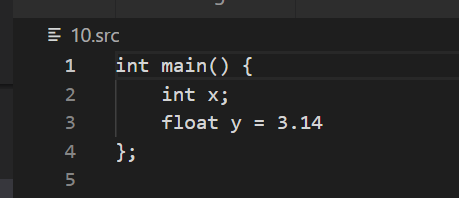 10.src
1 int main() {
2 int x;
3 float y = 3.14
4 };
5